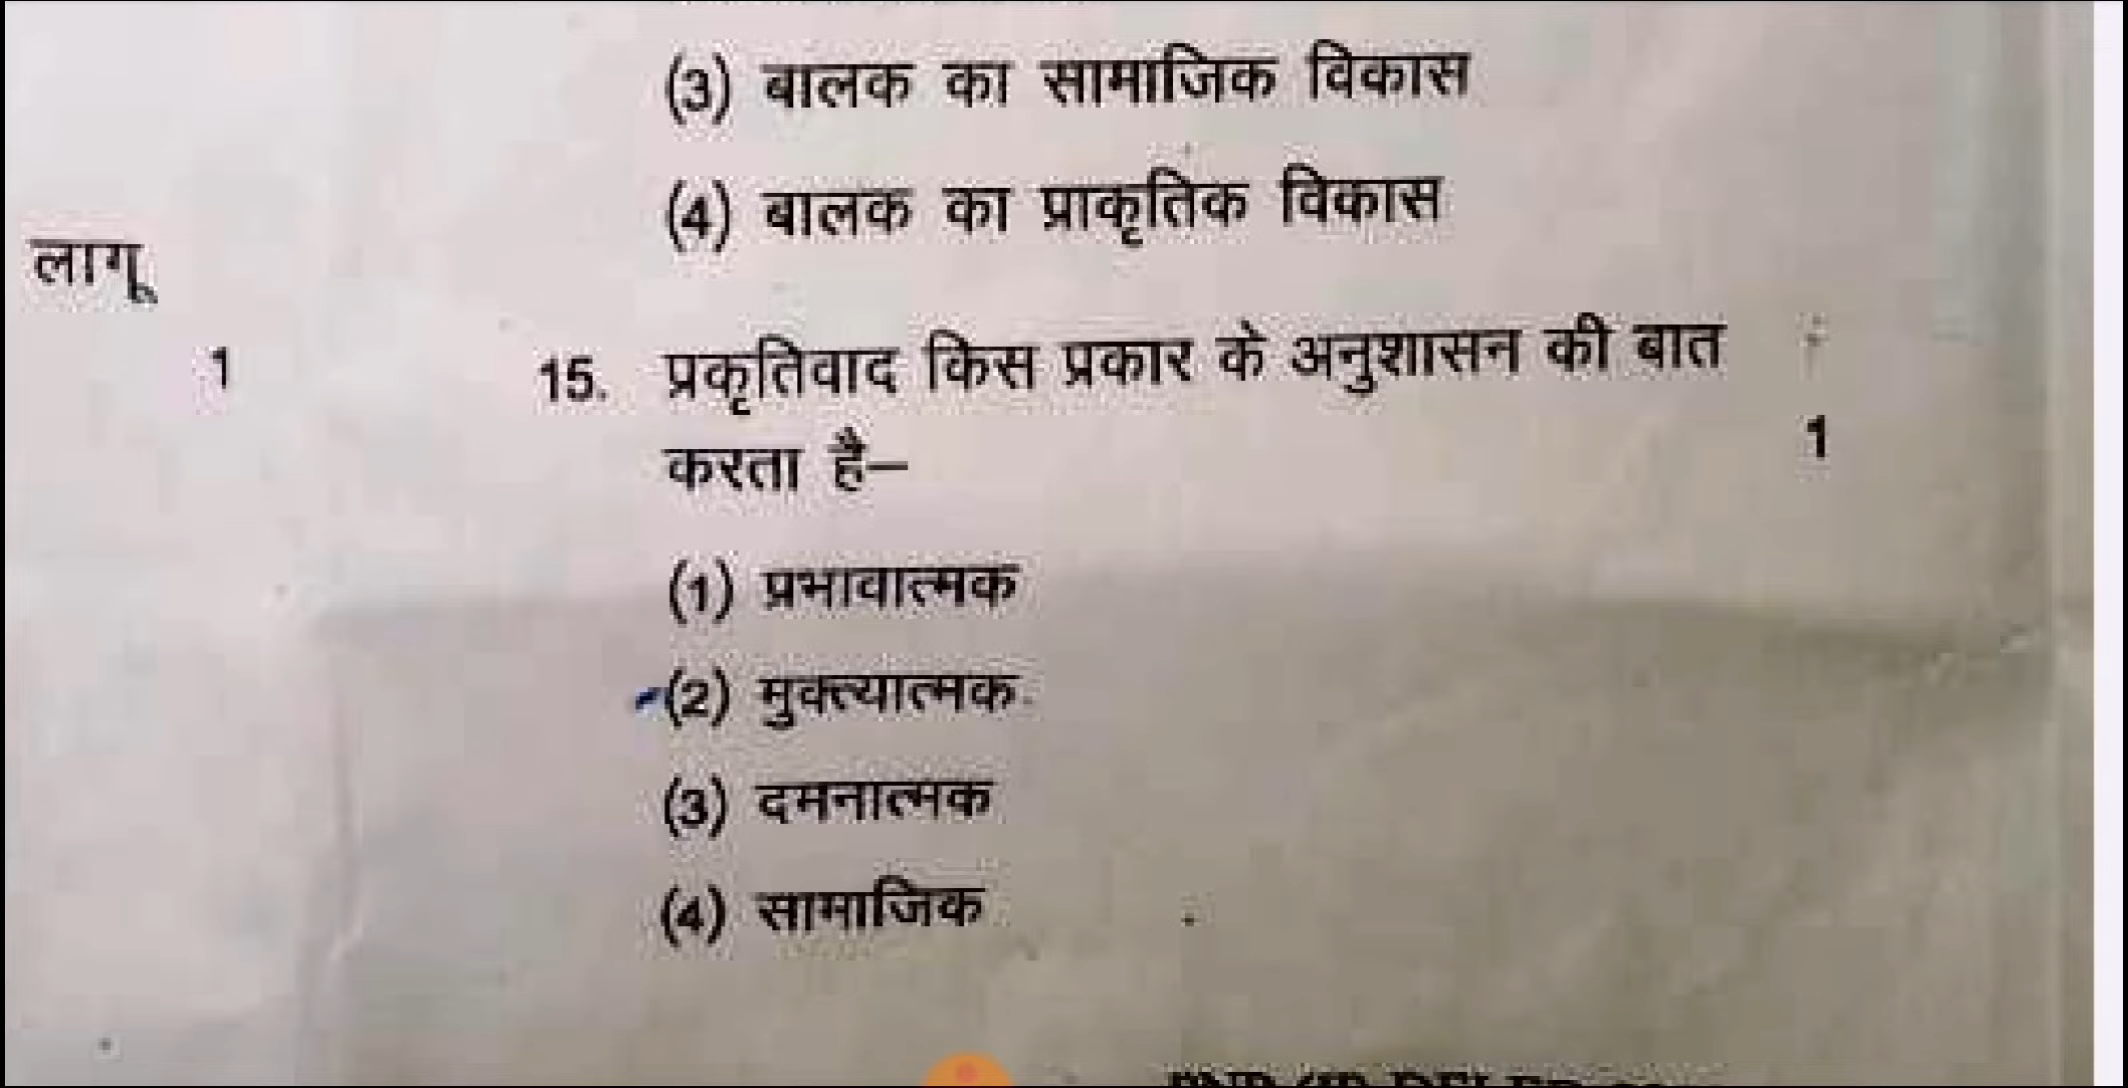 (3) बालक का सामाजिक विकास
(4) बालक का प्राकृतिक विकास
लागू
1
15. प्रकृतिवाद किस प्रकार के अनुशासन की बात
करता है–
1
(1) प्रभावात्मक
(2) मुक्त्यात्मक
(3) दमनात्मक
(4) सामाजिक